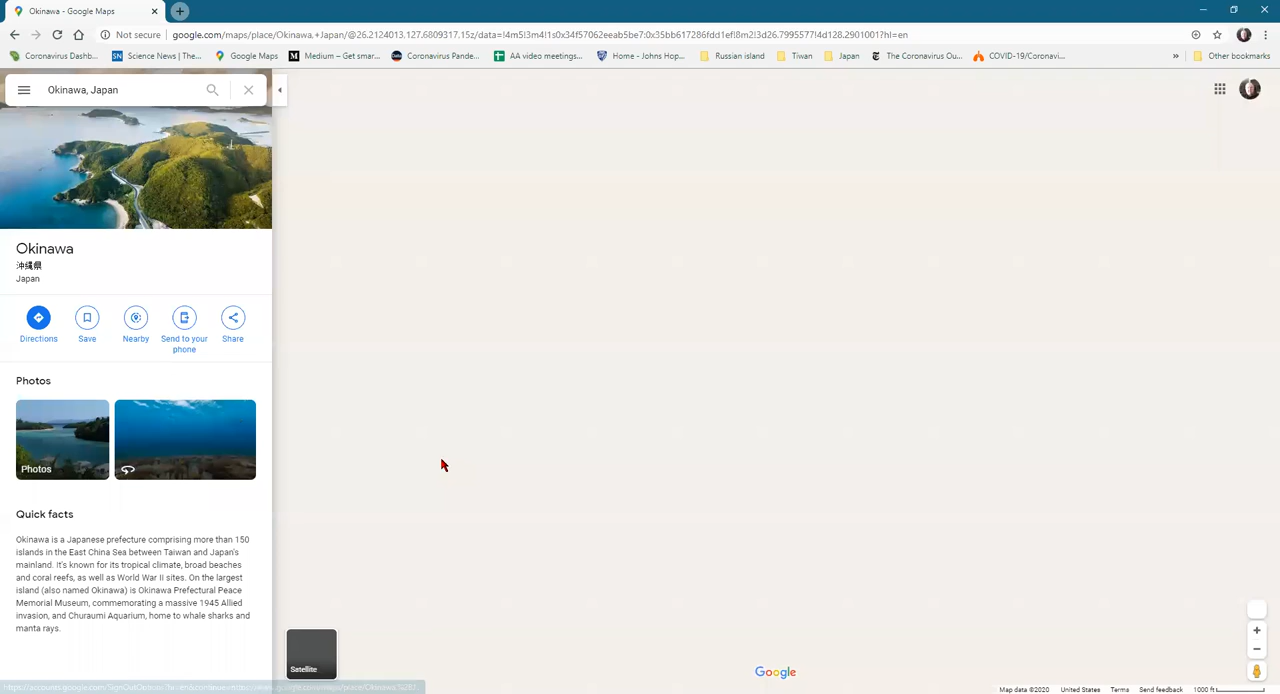 Okinawa - Google Maps
Not secure
google.com/maps/place/Okinawa,+Japan/@26.2124013,127.6809317,15z/data=!4m5!3m4!1s0x34f57062eeab5be7:0x35bb617286fdd1ef!8m2!3d26.7995577!4d128.2901001?hl=en
Coronavirus Dashb...
SN Science News | The...
Google Maps
Medium – Get smar...
Coronavirus Pande...
AA video meetings...
Home - Johns Hop...
Russian island
Tiwan
Japan
The Coronavirus Ou...
COVID-19/Coronavi...
»
Other bookmarks
Okinawa, Japan
Okinawa
沖縄県
Japan
Directions
Save
Nearby
Send to your
phone
Share
Photos
Photos
Quick facts
Okinawa is a Japanese prefecture comprising more than 150
islands in the East China Sea between Taiwan and Japan's
mainland. It's known for its tropical climate, broad beaches
and coral reefs, as well as World War II sites. On the largest
island (also named Okinawa) is Okinawa Prefectural Peace
Memorial Museum, commemorating a massive 1945 Allied
invasion, and Churaumi Aquarium, home to whale sharks and
manta rays.
Satellite
Google
Map data ©2020 United States Terms Send feedback 1000 ft